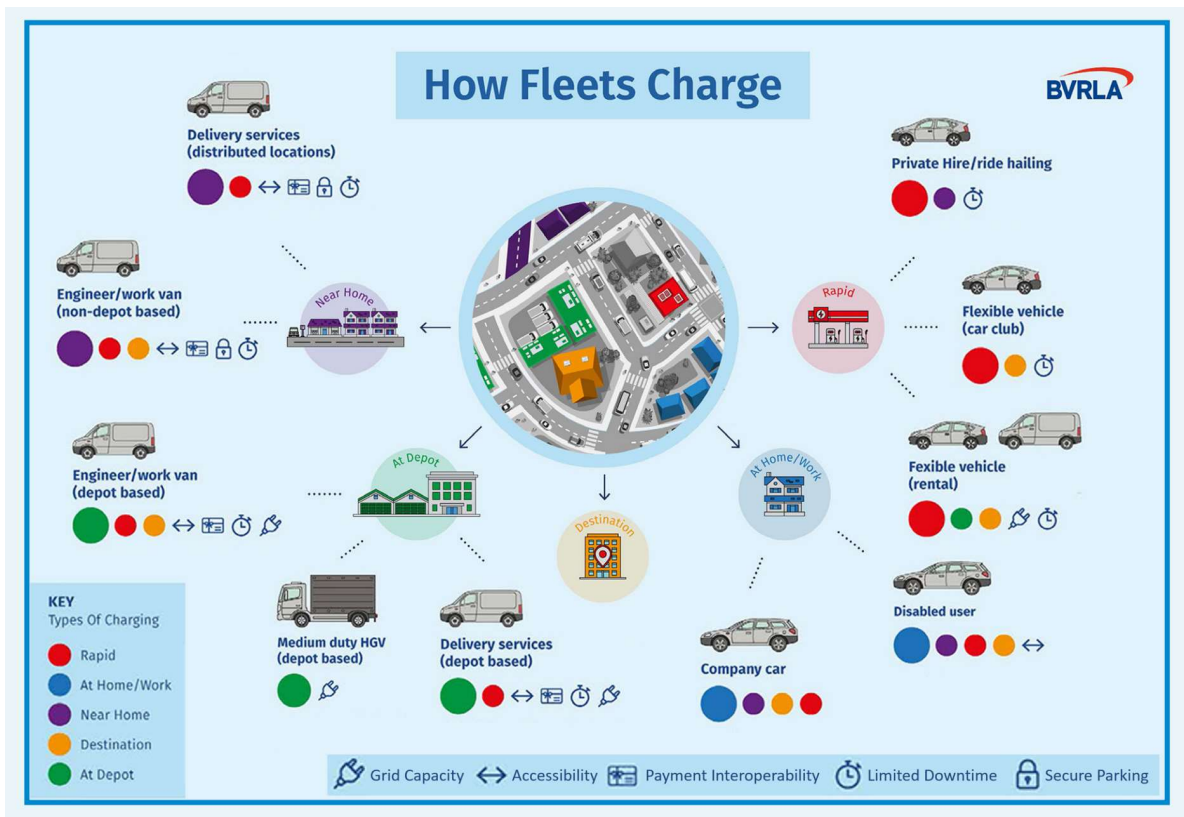 How Fleets Charge
BVRLA
Delivery services
(distributed locations)
Private Hire/ride hailing
Engineer/work van
(non-depot based)
Near Home
Rapid
Flexible vehicle
(car club)
Engineer/work van
(depot based)
At Depot
Destination
At Home/Work
Fexible vehicle
(rental)
Disabled user
Medium duty HGV
(depot based)
Delivery services
(depot based)
Company car
KEY
Types Of Charging
Rapid
At Home/Work
Near Home
Destination
At Depot
Grid Capacity
Accessibility
Payment Interoperability
Limited Downtime
Secure Parking